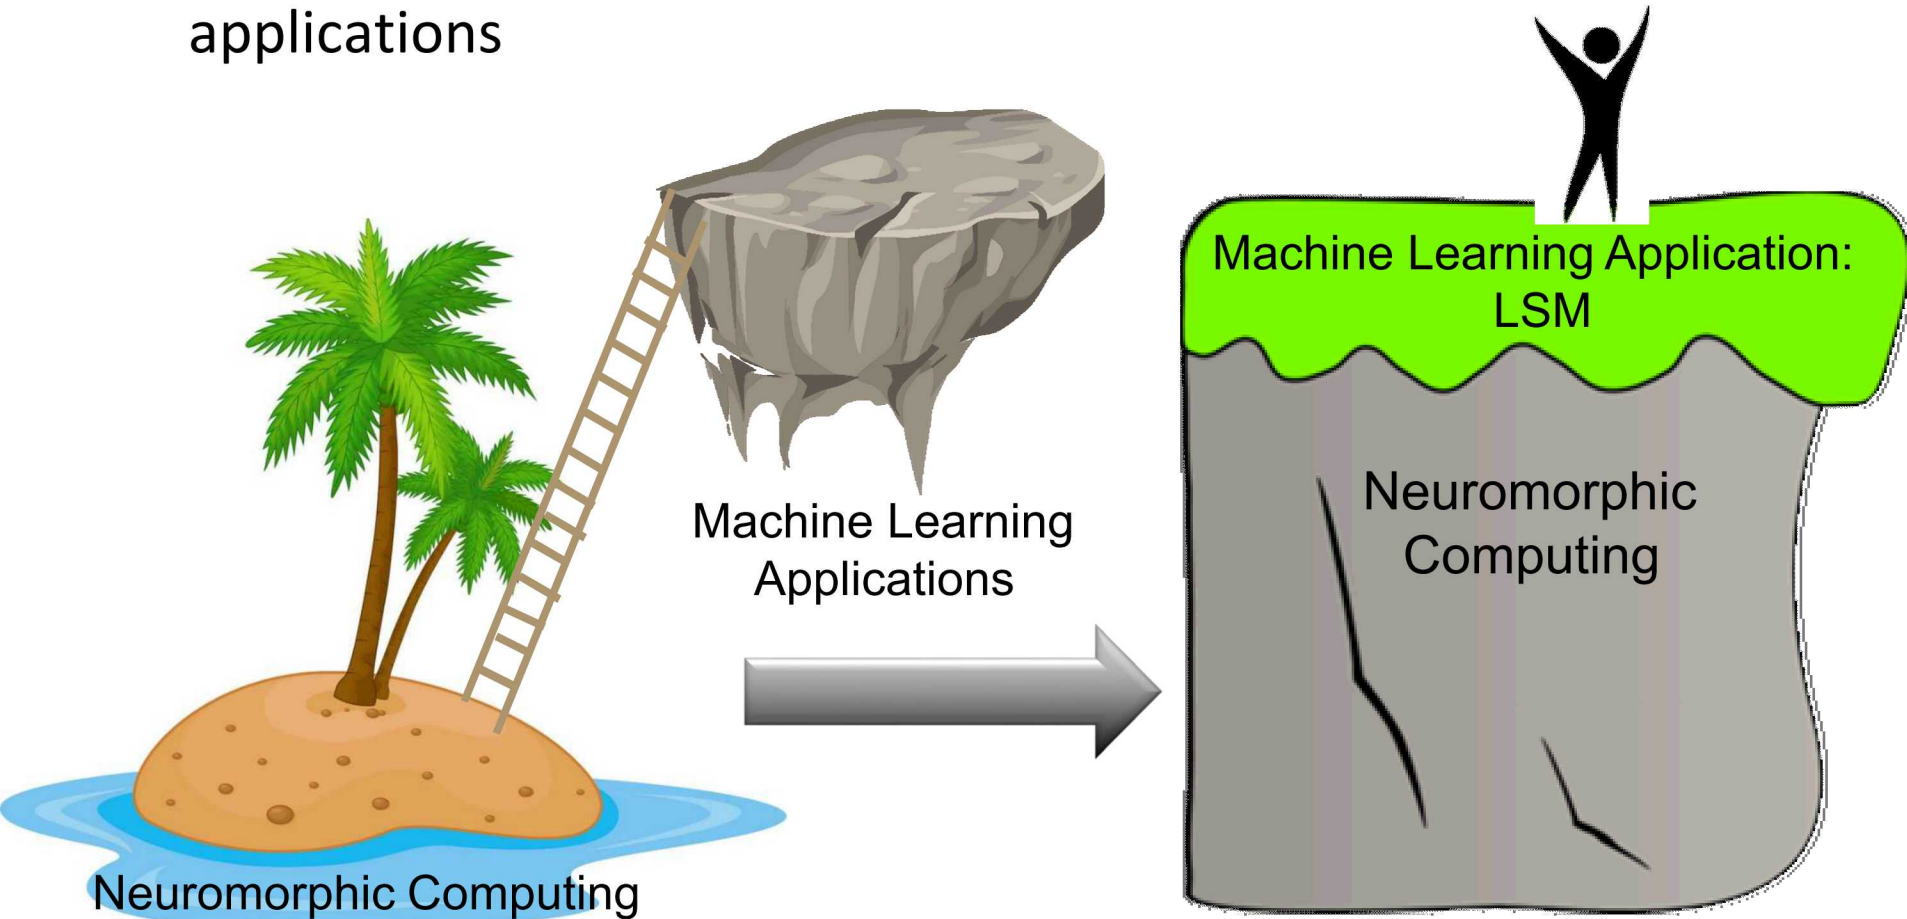 applications
Machine Learning
Applications
Neuromorphic Computing
Machine Learning Application:
LSM
Neuromorphic
Computing